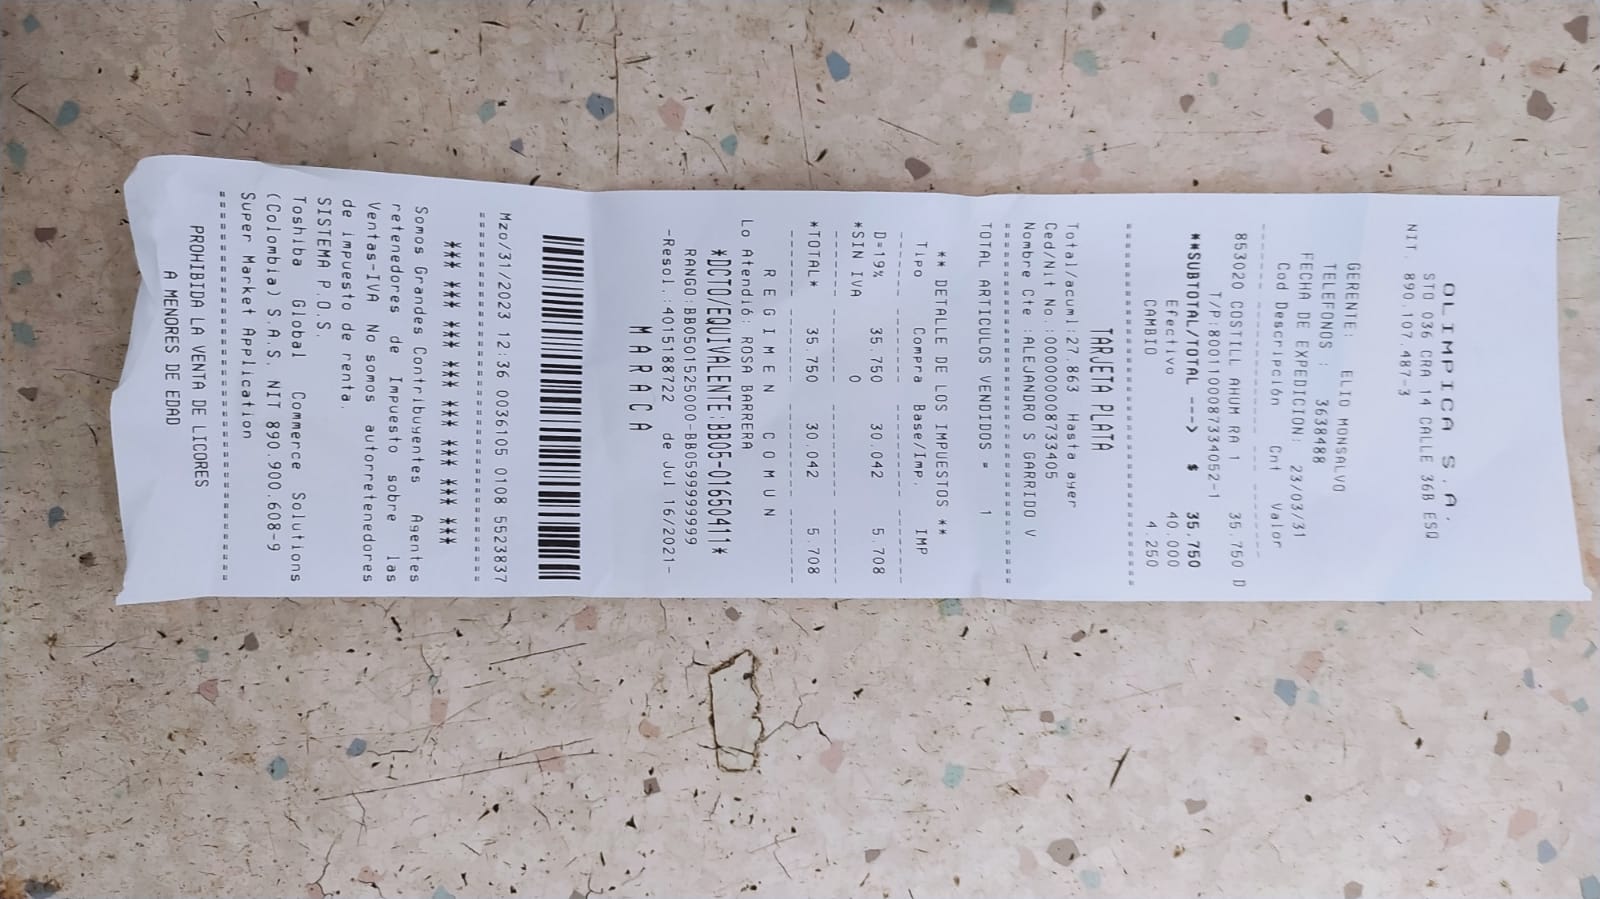 OLIMPICA S.A.
STO 036 CRA 14 CALLE 36B ESQ
NIT. 890.107.487-3
GERENTE: ELIO MONSALVO
TELEFONOS : 3638488
FECHA DE EXPEDICION: 23/03/31
Cod Descripción Cnt Valor
853020 COSTILL AHUM RA 1 35.750 D
T/P:8001100087334052-1
**SUBTOTAL/TOTAL ---> $ 35,750
Efectivo 40.000
CAMBIO 4.250
TARJETA PLATA
Total/acuml:27.863 Hasta ayer
Ced/Nit No.:0000000008733405
Nombre Cte :ALEJANDRO S GARRIDO V
TOTAL ARTICULOS VENDIDOS = 1
** DETALLE DE LOS IMPUESTOS **
Tipo Compra Base/Imp. IMP
D=19% 35.750 30.042 5.708
*SIN IVA 0
*TOTAL* 35.750 30.042 5.708
R E G I M E N C O M U N
Lo Atendió: ROSA BARRERA
*DCTO/EQUIVALENTE:BB05-01650411*
RANGO:BB0501525000-BB0599999999
-Resol.:4015188722 de Jul 16/2021-
M A R A C A
Mzo/31/2023 12:36 0036105 0108 5523837
*** *** *** *** *** *** *** ***
Somos Grandes Contribuyentes Agentes
retenedores de Impuesto sobre las
Ventas-IVA No somos autorretenedores
de impuesto de renta.
SISTEMA P.O.S.
Toshiba Global Commerce Solutions
(Colombia) S.A.S. NIT 890.900.608-9
Super Market Application
PROHIBIDA LA VENTA DE LICORES
A MENORES DE EDAD